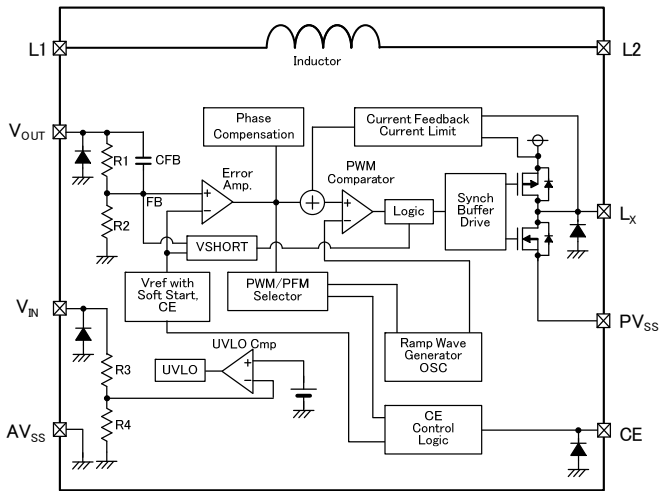 L1
Inductor
L2
VOUT
R1
CFB
FB
R2
Phase
Compensation
Error
Amp.
Current Feedback
Current Limit
PWM
Comparator
Logic
Synch
Buffer
Drive
LX
VSHORT
Vref with
Soft Start,
CE
PWM/PFM
Selector
VIN
R3
R4
UVLO
UVLO Cmp
Ramp Wave
Generator
OSC
PVSS
AVSS
CE
Control
Logic
CE